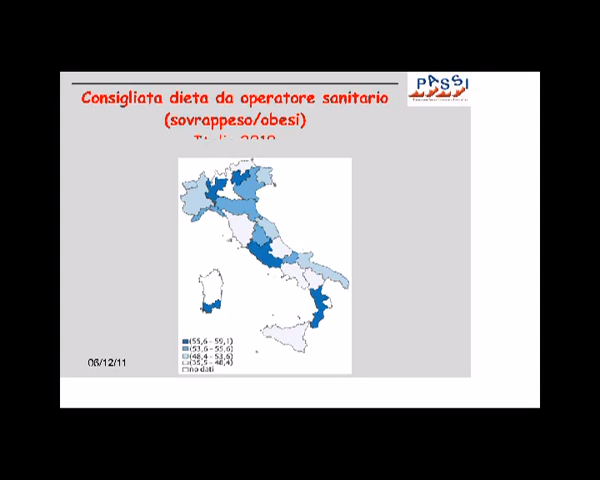 Consigliata dieta da operatore sanitario
(sovrappeso/obesi)
PASSI
(55,6 - 59,1)
(53,6 - 55,6)
(48,4 - 53,6)
(35,5 - 48,4)
no dati
06/12/11